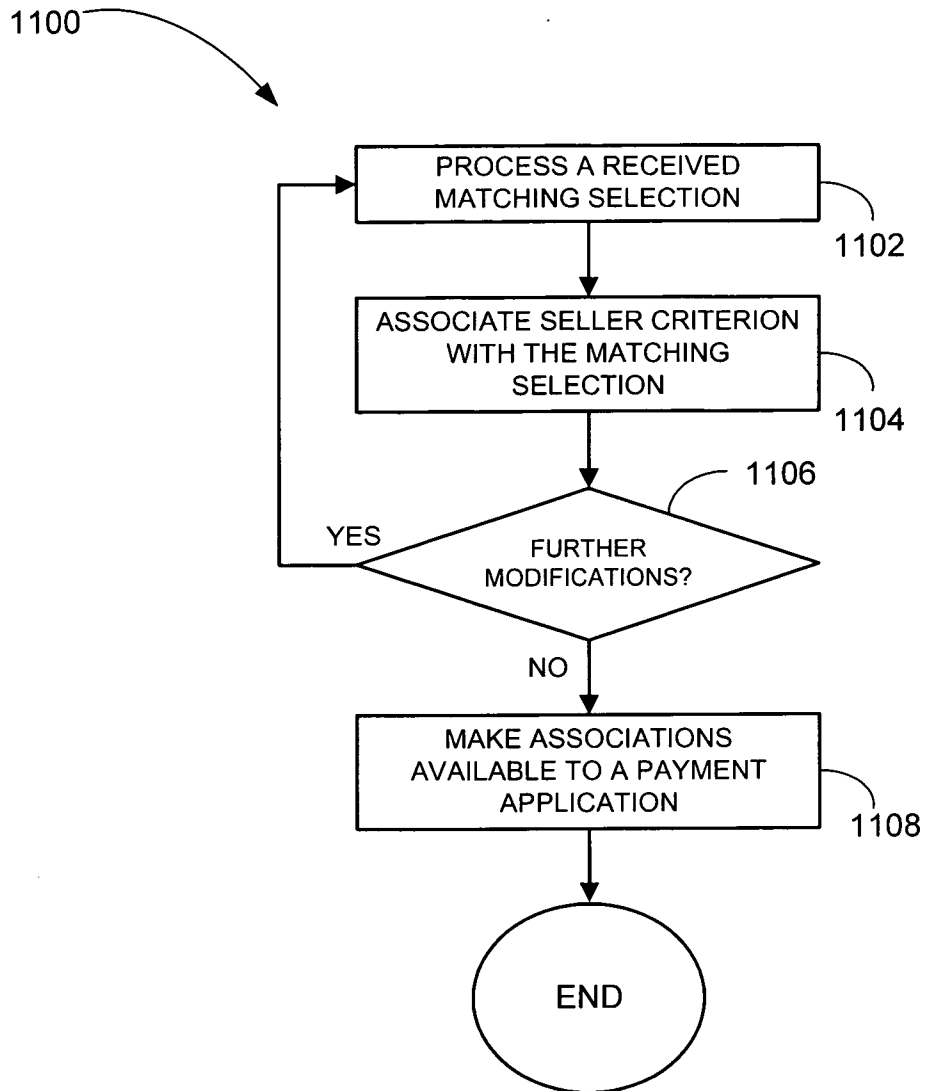 1100
PROCESS A RECEIVED
MATCHING SELECTION
1102
ASSOCIATE SELLER CRITERION
WITH THE MATCHING
SELECTION
1104
1106
YES
FURTHER
MODIFICATIONS?
NO
MAKE ASSOCIATIONS
AVAILABLE TO A PAYMENT
APPLICATION
1108
END